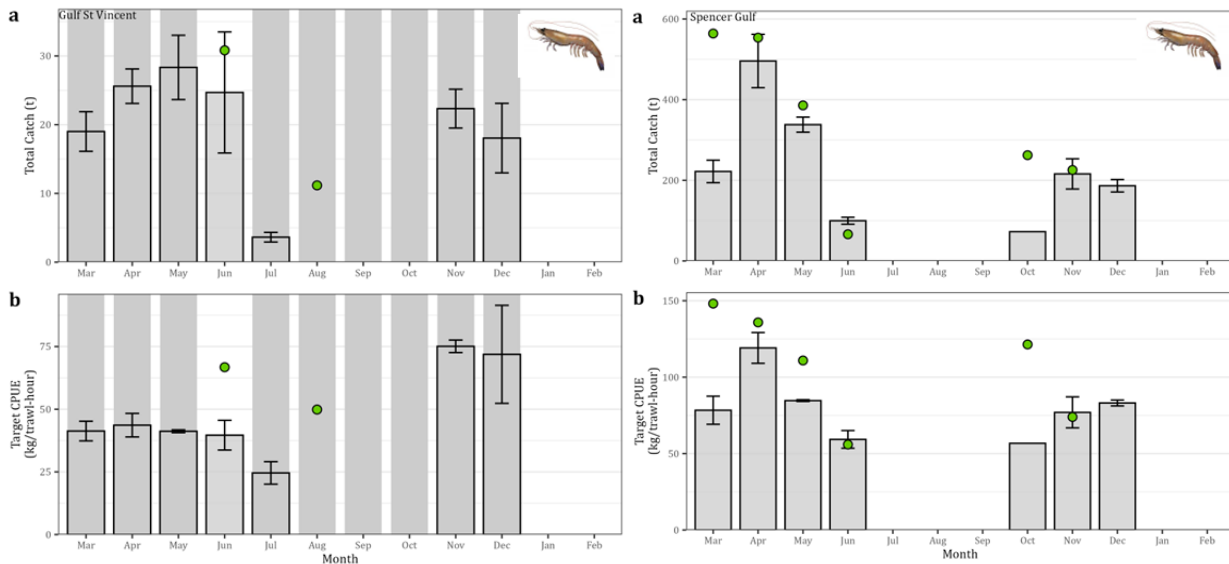 a
Gulf St Vincent
Total Catch (t)
30
20
10
0
Mar Apr May Jun Jul Aug Sep Oct Nov Dec Jan Feb
b
Target CPUE
(kg/trawl-hour)
75
50
25
0
Mar Apr May Jun Jul Aug Sep Oct Nov Dec Jan Feb
Month
a
Spencer Gulf
Total Catch (t)
600
400
200
0
Mar Apr May Jun Jul Aug Sep Oct Nov Dec Jan Feb
b
Target CPUE
(kg/trawl-hour)
150
100
50
0
Mar Apr May Jun Jul Aug Sep Oct Nov Dec Jan Feb
Month